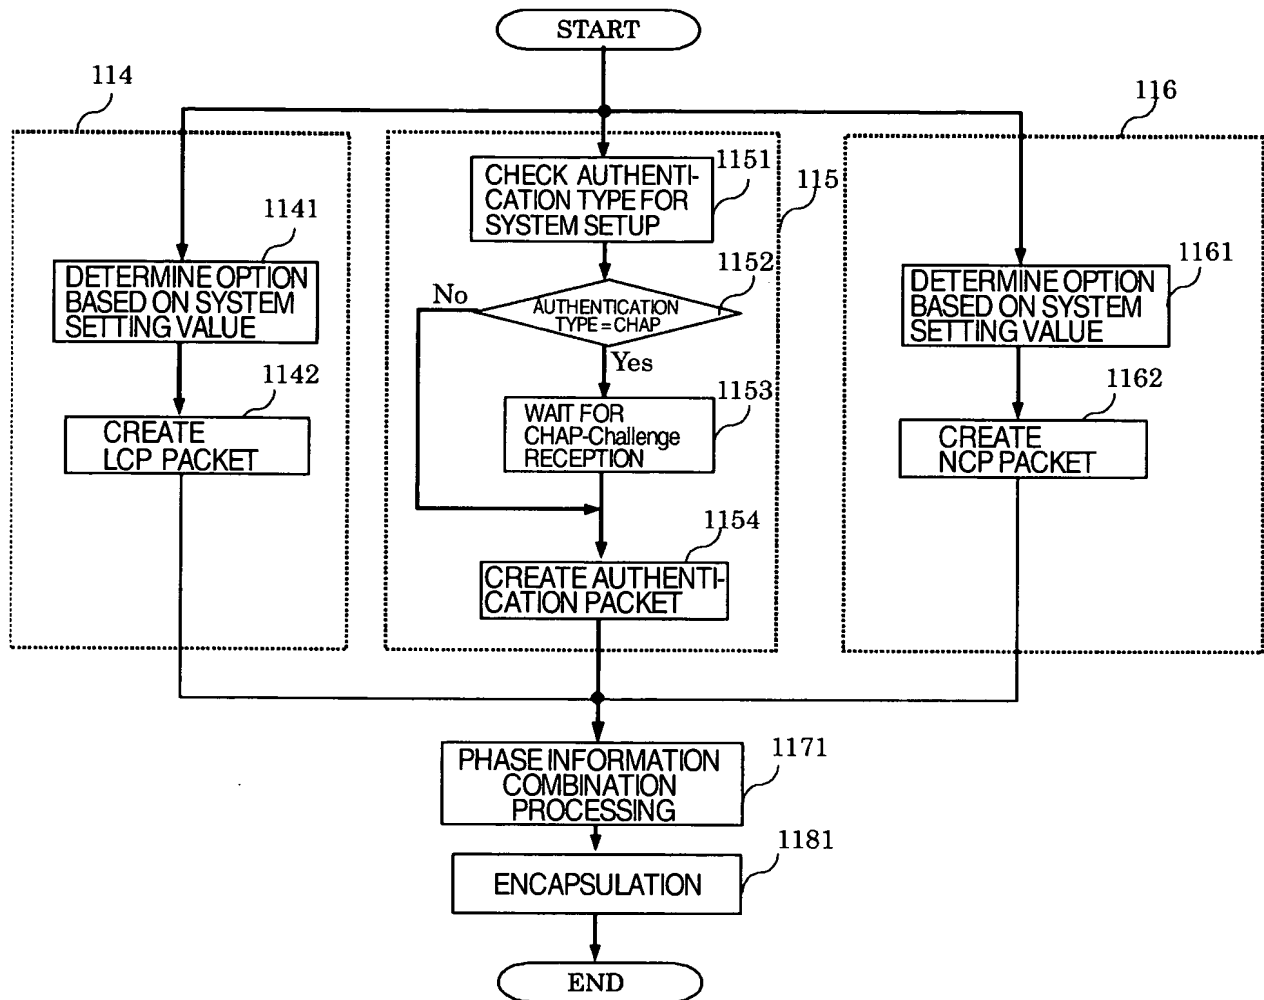 START
114
116
1151
CHECK AUTHENTI-
CATION TYPE FOR
SYSTEM SETUP
115
1141
DETERMINE OPTION
BASED ON SYSTEM
SETTING VALUE
1152
No
AUTHENTICATION
TYPE = CHAP
Yes
1161
DETERMINE OPTION
BASED ON SYSTEM
SETTING VALUE
1142
CREATE
LCP PACKET
1153
WAIT FOR
CHAP-Challenge
RECEPTION
1162
CREATE
NCP PACKET
1154
CREATE AUTHENTI-
CATION PACKET
1171
PHASE INFORMATION
COMBINATION
PROCESSING
1181
ENCAPSULATION
END